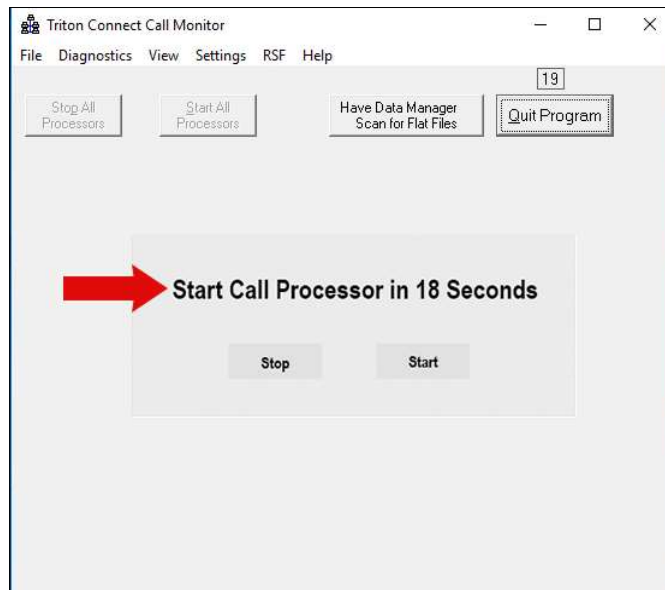 Triton Connect Call Monitor
File Diagnostics View Settings RSF Help
19
Stop All
Processors
Start All
Processors
Have Data Manager
Scan for Flat Files
Quit Program
Start Call Processor in 18 Seconds
Stop
Start